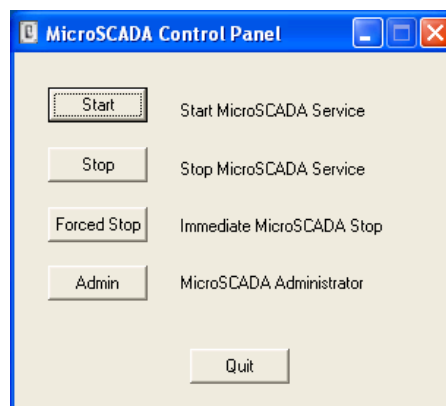 MicroSCADA Control Panel
Start Start MicroSCADA Service
Stop Stop MicroSCADA Service
Forced Stop Immediate MicroSCADA Stop
Admin MicroSCADA Administrator
Quit